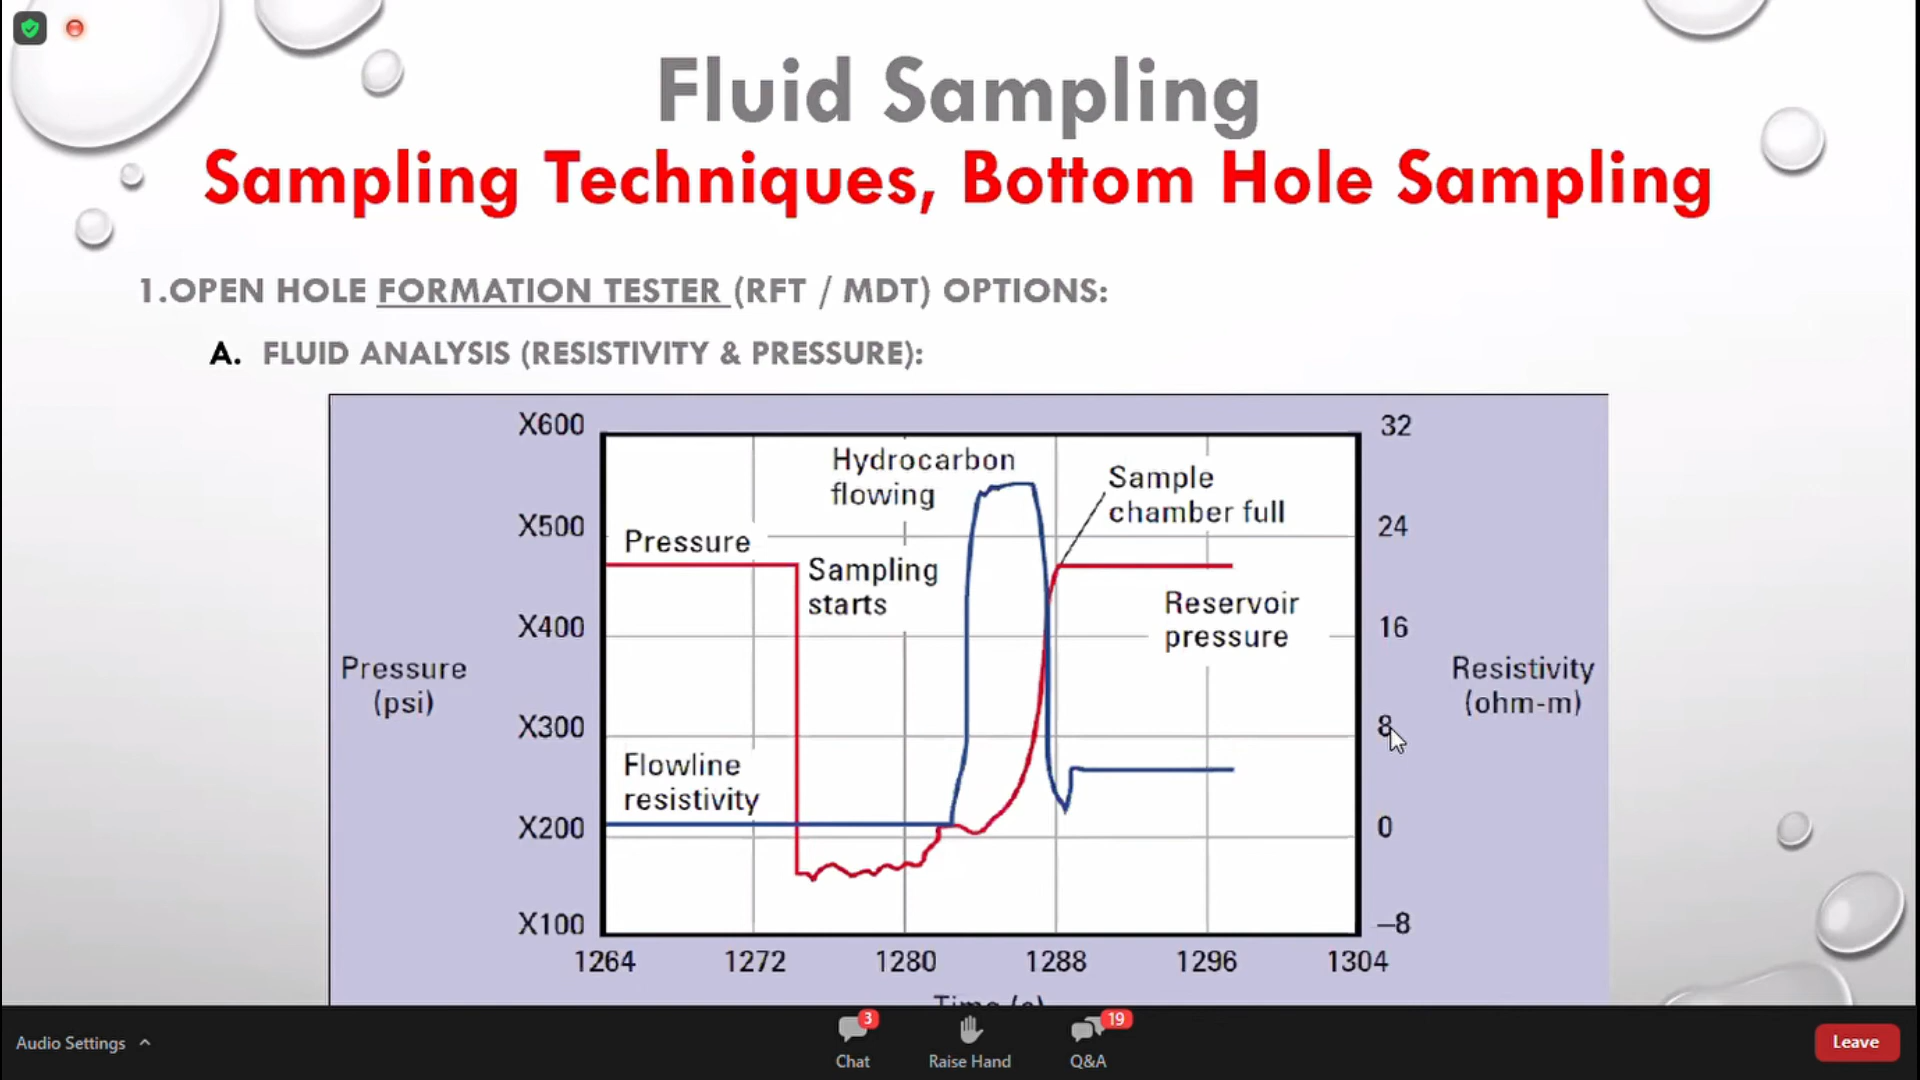 Fluid Sampling
Sampling Techniques, Bottom Hole Sampling
1.OPEN HOLE FORMATION TESTER (RFT / MDT) OPTIONS:
A. FLUID ANALYSIS (RESISTIVITY & PRESSURE):
X600
32
Hydrocarbon
flowing
Sample
chamber full
X500
24
Pressure
Sampling
starts
Reservoir
pressure
X400
16
Pressure
(psi)
Resistivity
(ohm-m)
X300
8
Flowline
resistivity
X200
0
X100
–8
1264 1272 1280 1288 1296 1304
Time (s)
Audio Settings
3
Chat
Raise Hand
19
Q&A
Leave